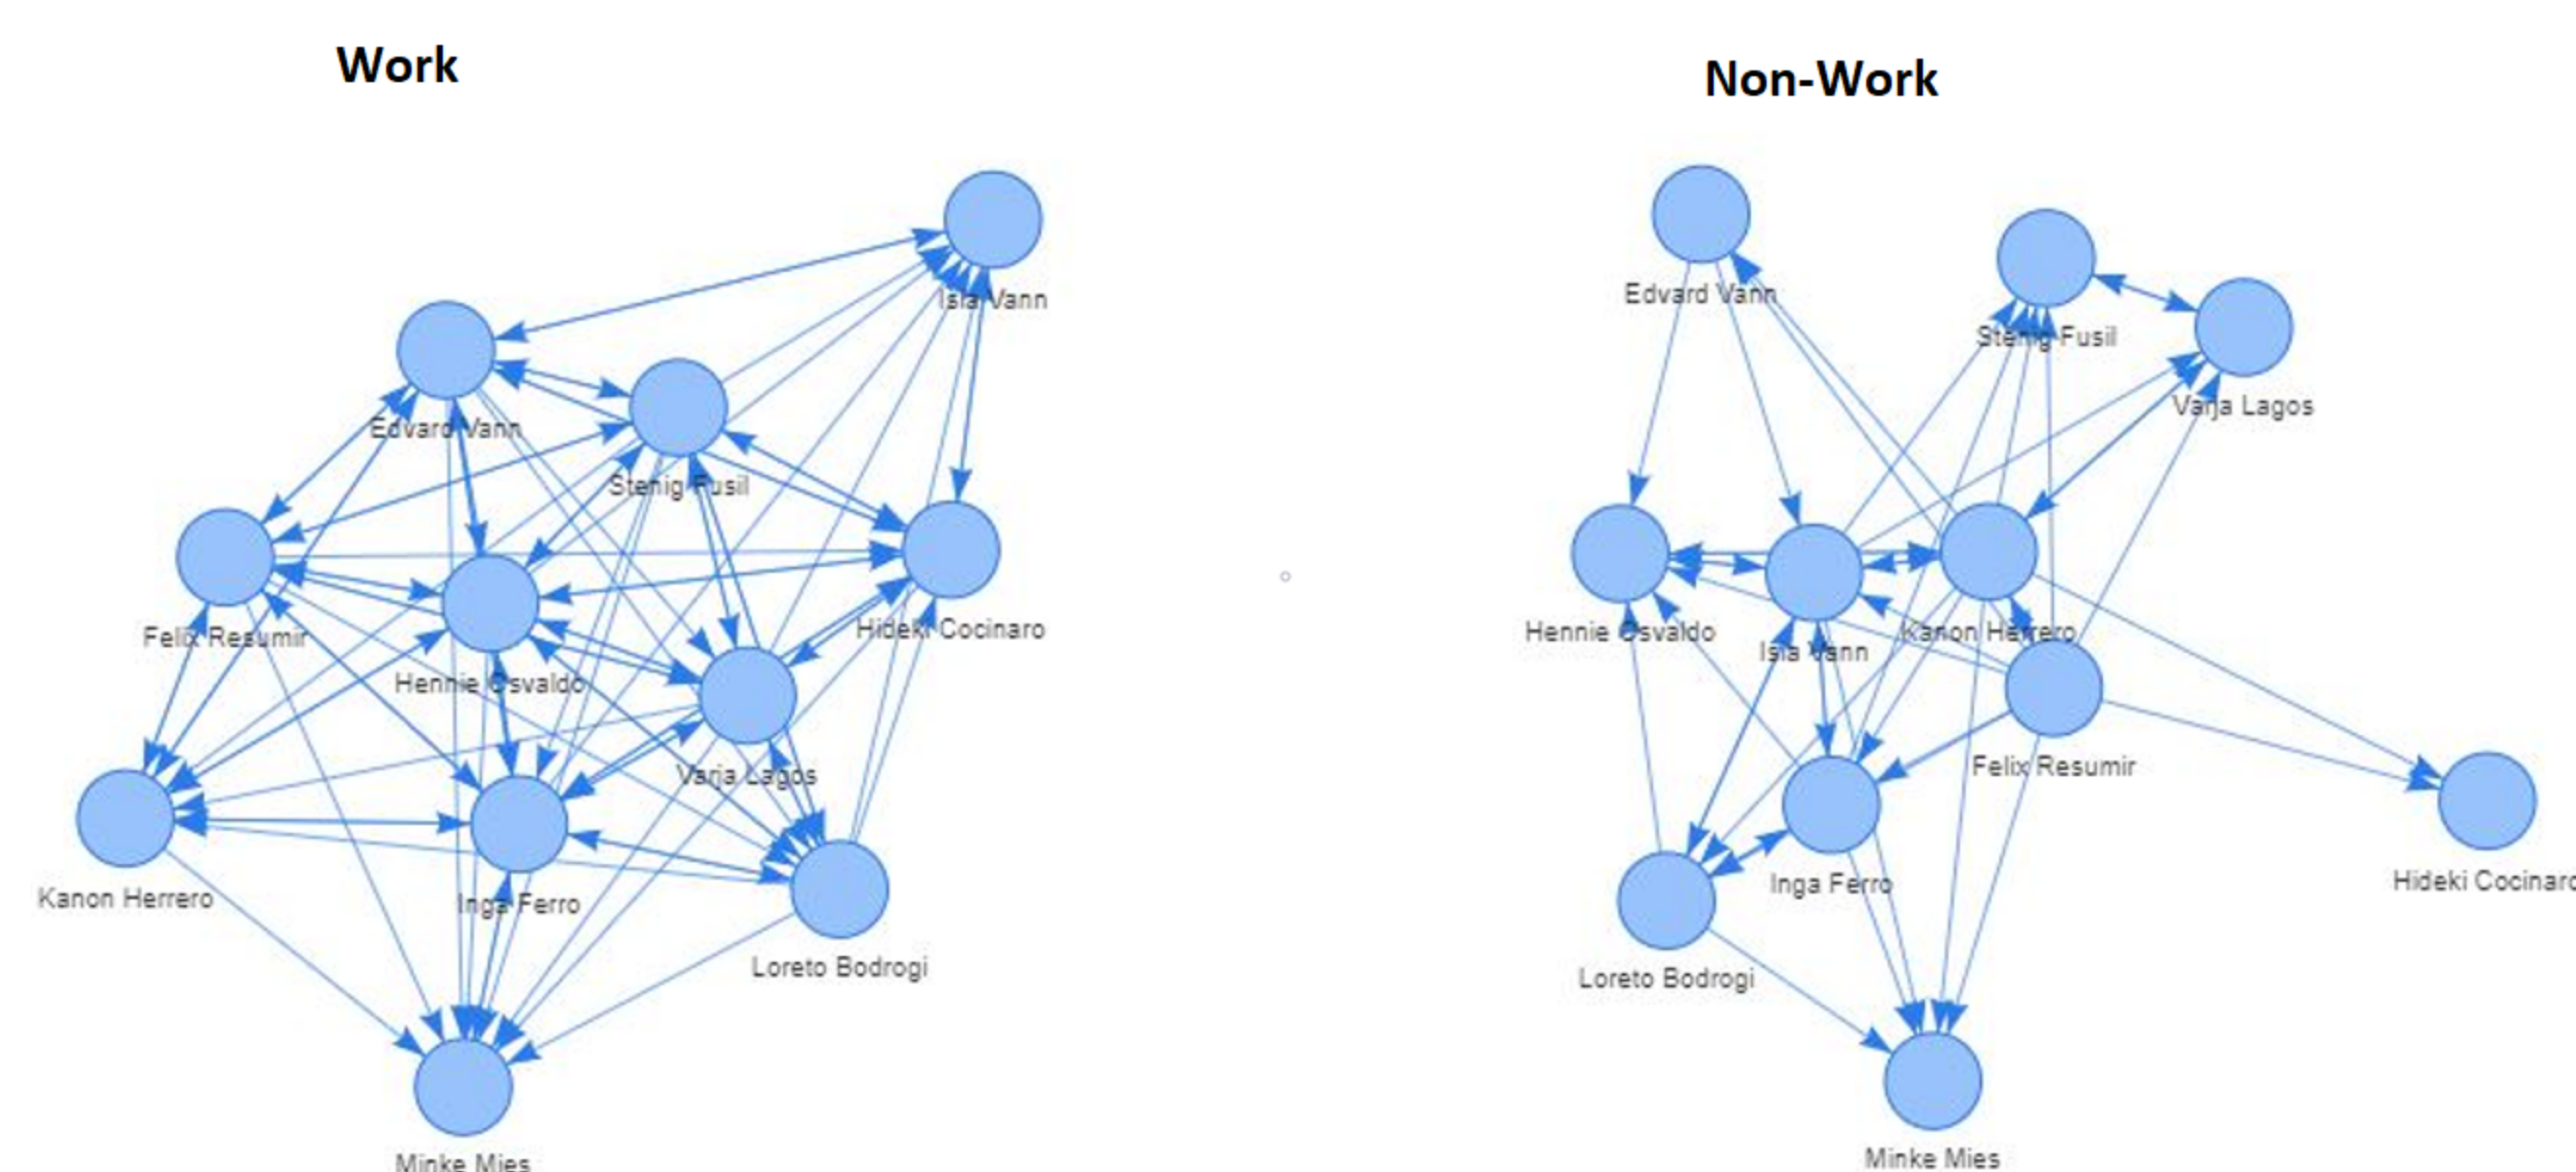 Work
Isla Vann
Edvard Vann
Stenig Fusil
Felix Resumir
Hideki Cocinaro
Hennie Osvaldo
Varja Lagos
Kanon Herrero
Inga Ferro
Loreto Bodrogi
Minke Mies
Non-Work
Edvard Vann
Stenig Fusil
Varja Lagos
Hennie Osvaldo
Isla Vann
Kanon Herrero
Felix Resumir
Inga Ferro
Hideki Cocinaro
Loreto Bodrogi
Minke Mies